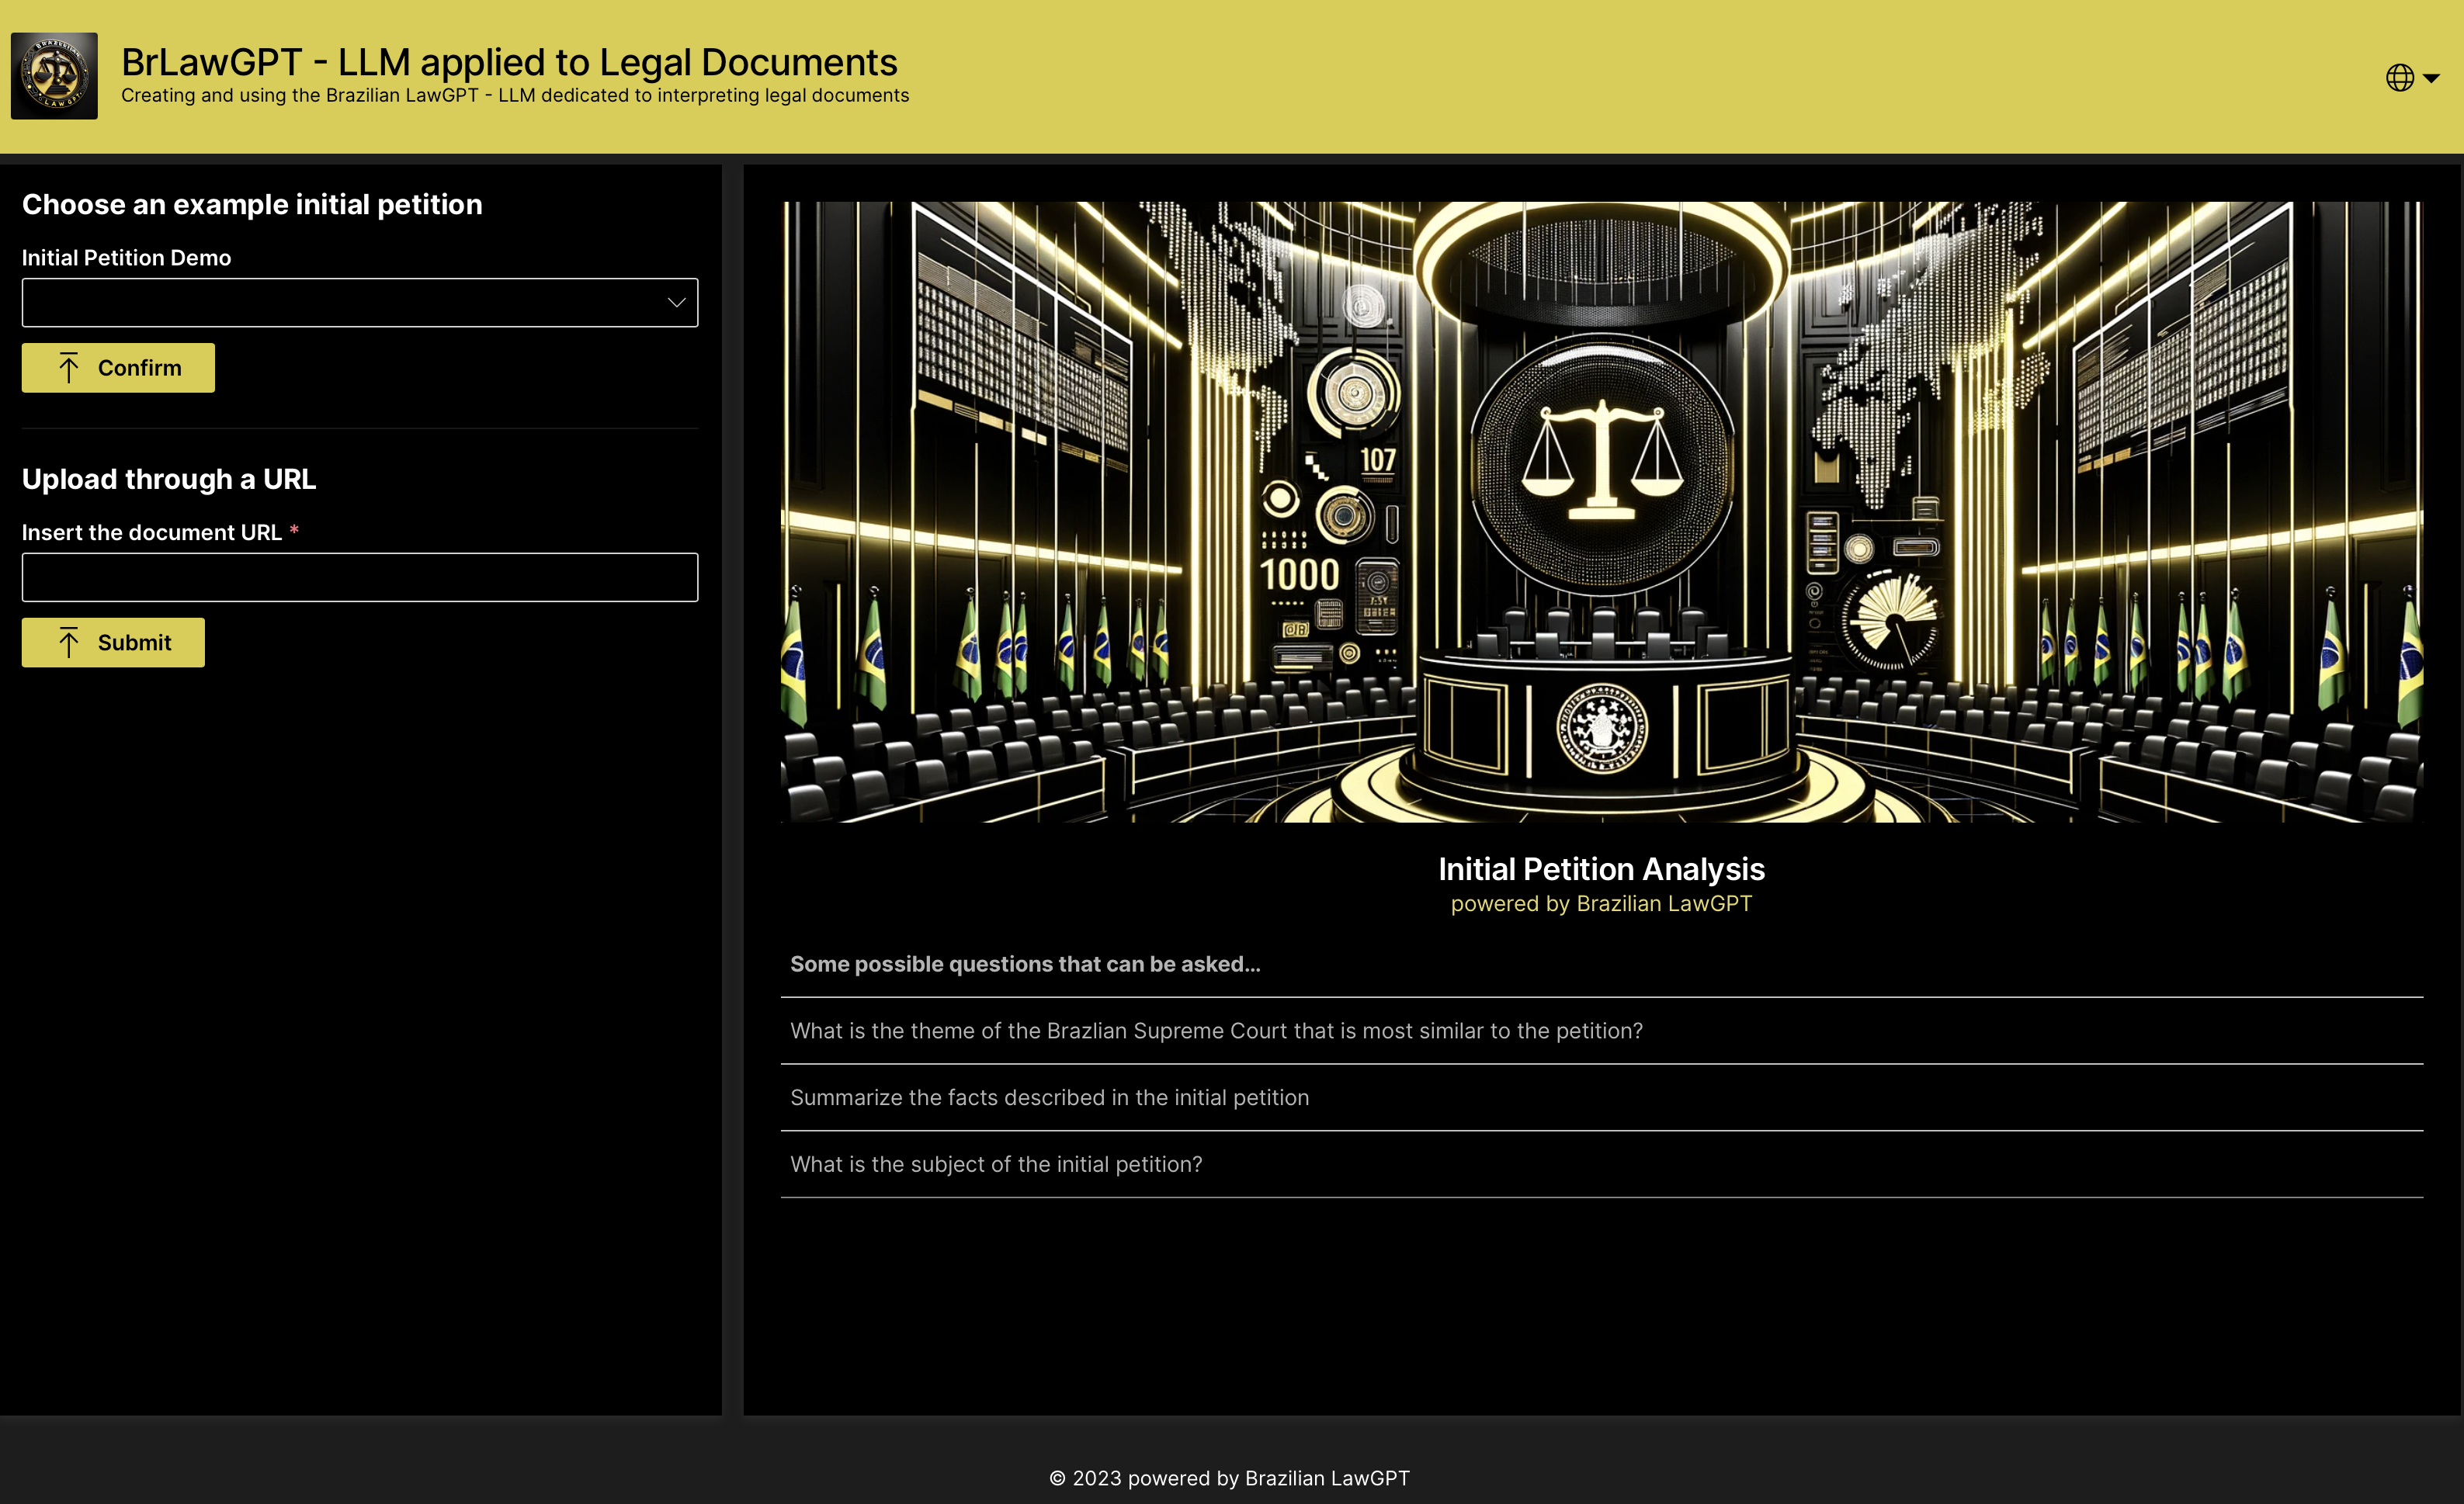 BrLawGPT - LLM applied to Legal Documents
Creating and using the Brazilian LawGPT - LLM dedicated to interpreting legal documents
Choose an example initial petition
Initial Petition Demo
Confirm
Upload through a URL
Insert the document URL *
Submit
107
1000
Initial Petition Analysis
powered by Brazilian LawGPT
Some possible questions that can be asked...
What is the theme of the Brazlian Supreme Court that is most similar to the petition?
Summarize the facts described in the initial petition
What is the subject of the initial petition?
© 2023 powered by Brazilian LawGPT